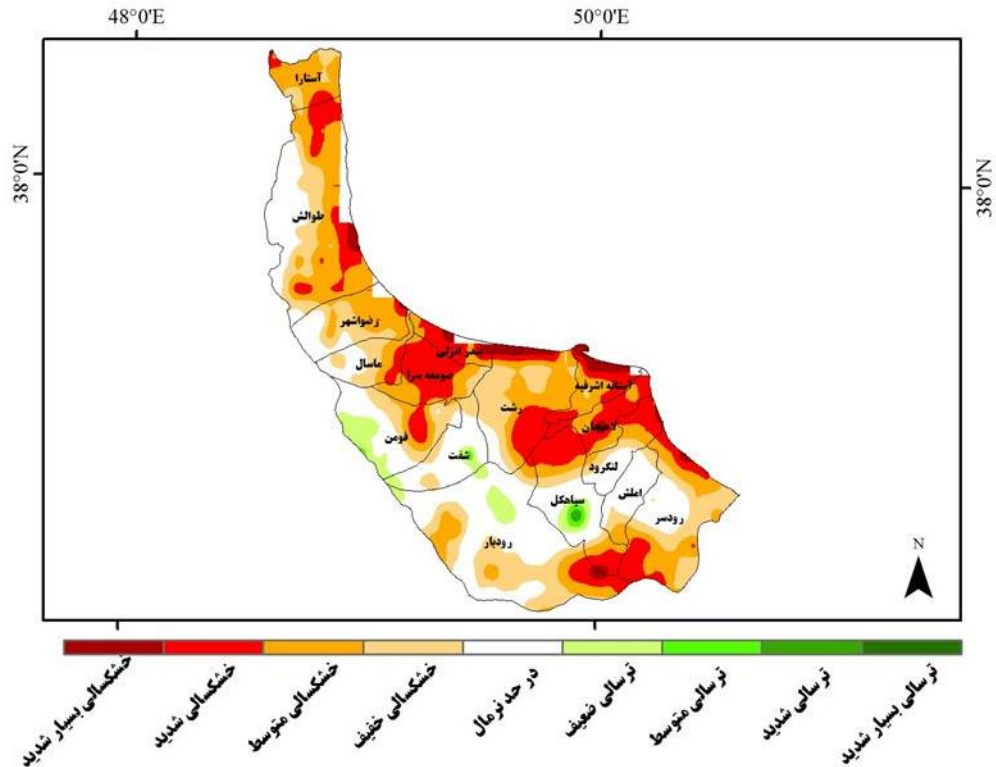 48°0'E
50°0'E
38°0'N
38°0'N
آستارا
طوالش
رضوانشهر
ماسال
بندر انزلی
صومعه سرا
آستانه اشرفیه
رشت
لاهیجان
فومن
شفت
لنگرود
املش
سیاهکل
رودسر
رودبار
N
خشکسالی بسیار شدید
خشکسالی شدید
خشکسالی متوسط
خشکسالی خفیف
در حد نرمال
ترسالی ضعیف
ترسالی متوسط
ترسالی شدید
ترسالی بسیار شدید